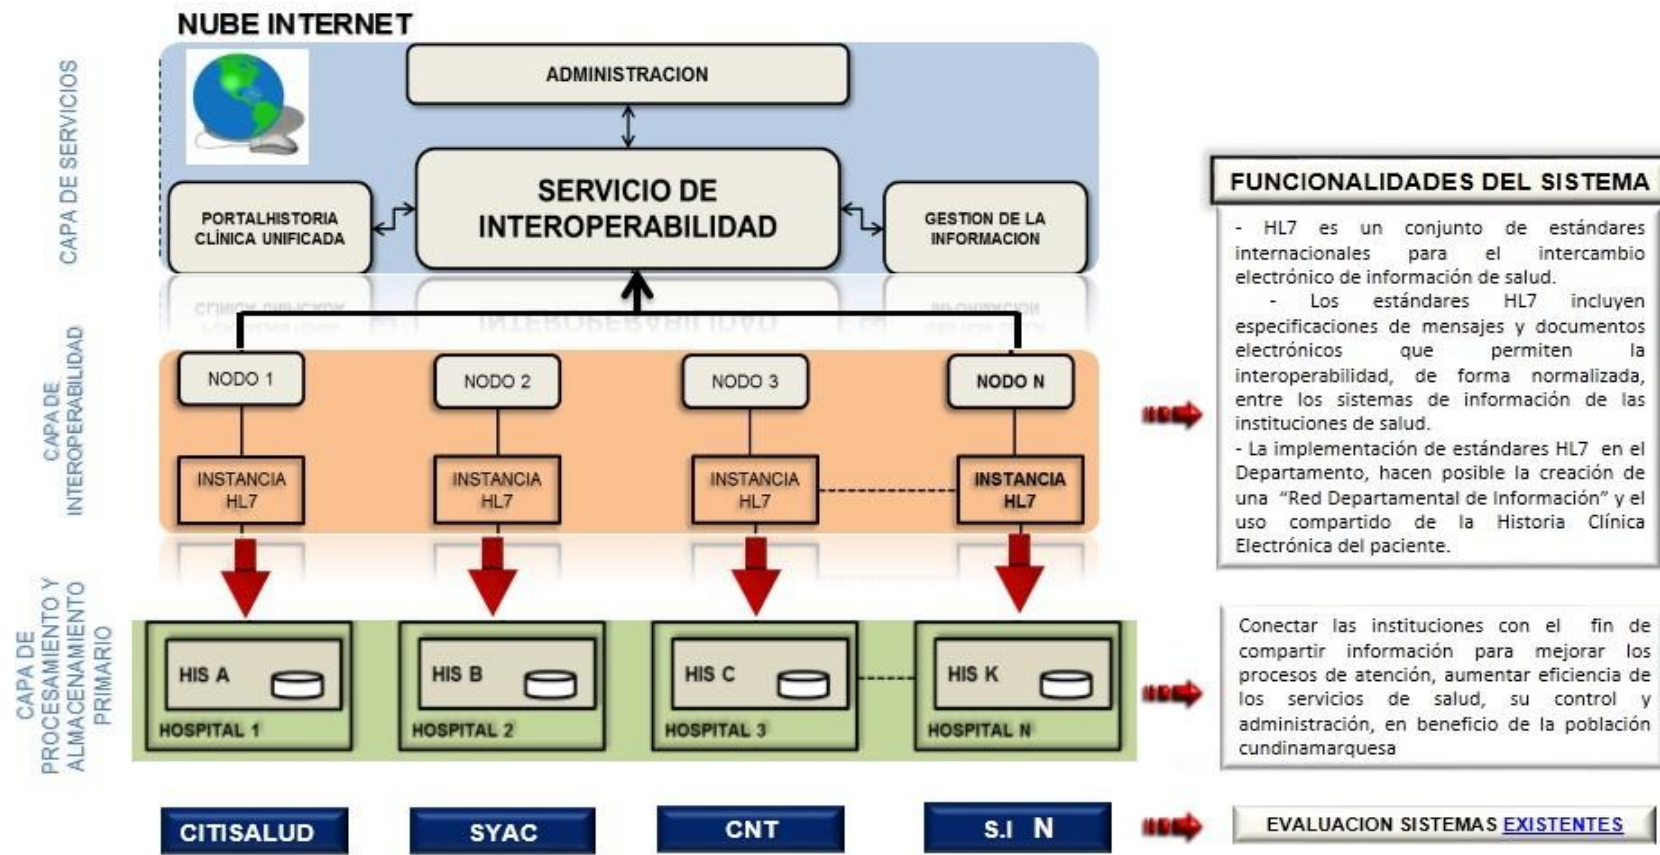 NUBE INTERNET
CAPA DE SERVICIOS
ADMINISTRACION
SERVICIO DE
INTEROPERABILIDAD
PORTALHISTORIA
CLÍNICA UNIFICADA
GESTION DE LA
INFORMACION
CAPA DE
INTEROPERABILIDAD
NODO 1
NODO 2
NODO 3
NODO N
INSTANCIA
HL7
INSTANCIA
HL7
INSTANCIA
HL7
INSTANCIA
HL7
CAPA DE
PROCESAMIENTO Y
ALMACENAMIENTO
PRIMARIO
HIS A
HOSPITAL 1
HIS B
HOSPITAL 2
HIS C
HOSPITAL 3
HIS K
HOSPITAL N
CITISALUD
SYAC
CNT
S.I N
FUNCIONALIDADES DEL SISTEMA
- HL7 es un conjunto de estándares
internacionales para el intercambio
electrónico de información de salud.
- Los estándares HL7 incluyen
especificaciones de mensajes y documentos
electrónicos que permiten la
interoperabilidad, de forma normalizada,
entre los sistemas de información de las
instituciones de salud.
- La implementación de estándares HL7 en el
Departamento, hacen posible la creación de
una “Red Departamental de Información” y el
uso compartido de la Historia Clínica
Electrónica del paciente.
Conectar las instituciones con el fin de
compartir información para mejorar los
procesos de atención, aumentar eficiencia de
los servicios de salud, su control y
administración, en beneficio de la población
cundinamarquesa
EVALUACION SISTEMAS EXISTENTES